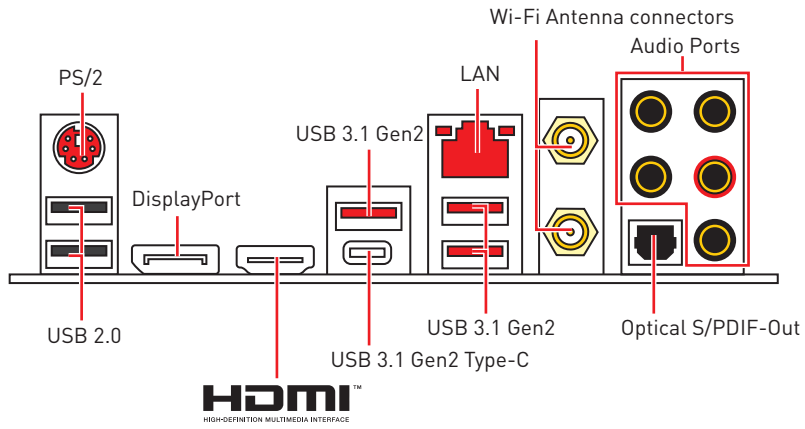 Wi-Fi Antenna connectors
Audio Ports
PS/2
LAN
USB 3.1 Gen2
DisplayPort
USB 2.0
USB 3.1 Gen2
Optical S/PDIF-Out
USB 3.1 Gen2 Type-C
HDMI™
HIGH-DEFINITION MULTIMEDIA INTERFACE